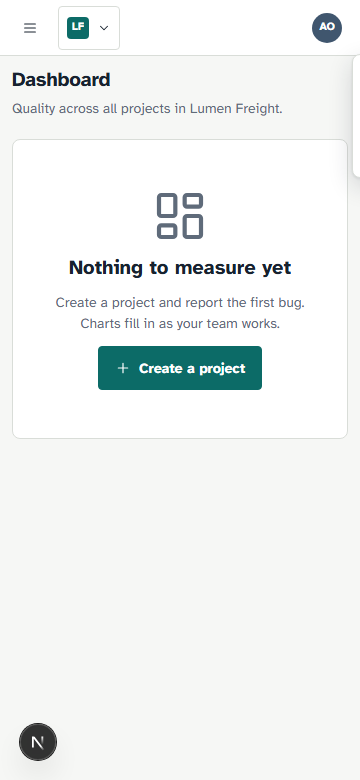 LF
AO
Dashboard
Quality across all projects in Lumen Freight.
Nothing to measure yet
Create a project and report the first bug.
Charts fill in as your team works.
Create a project
N